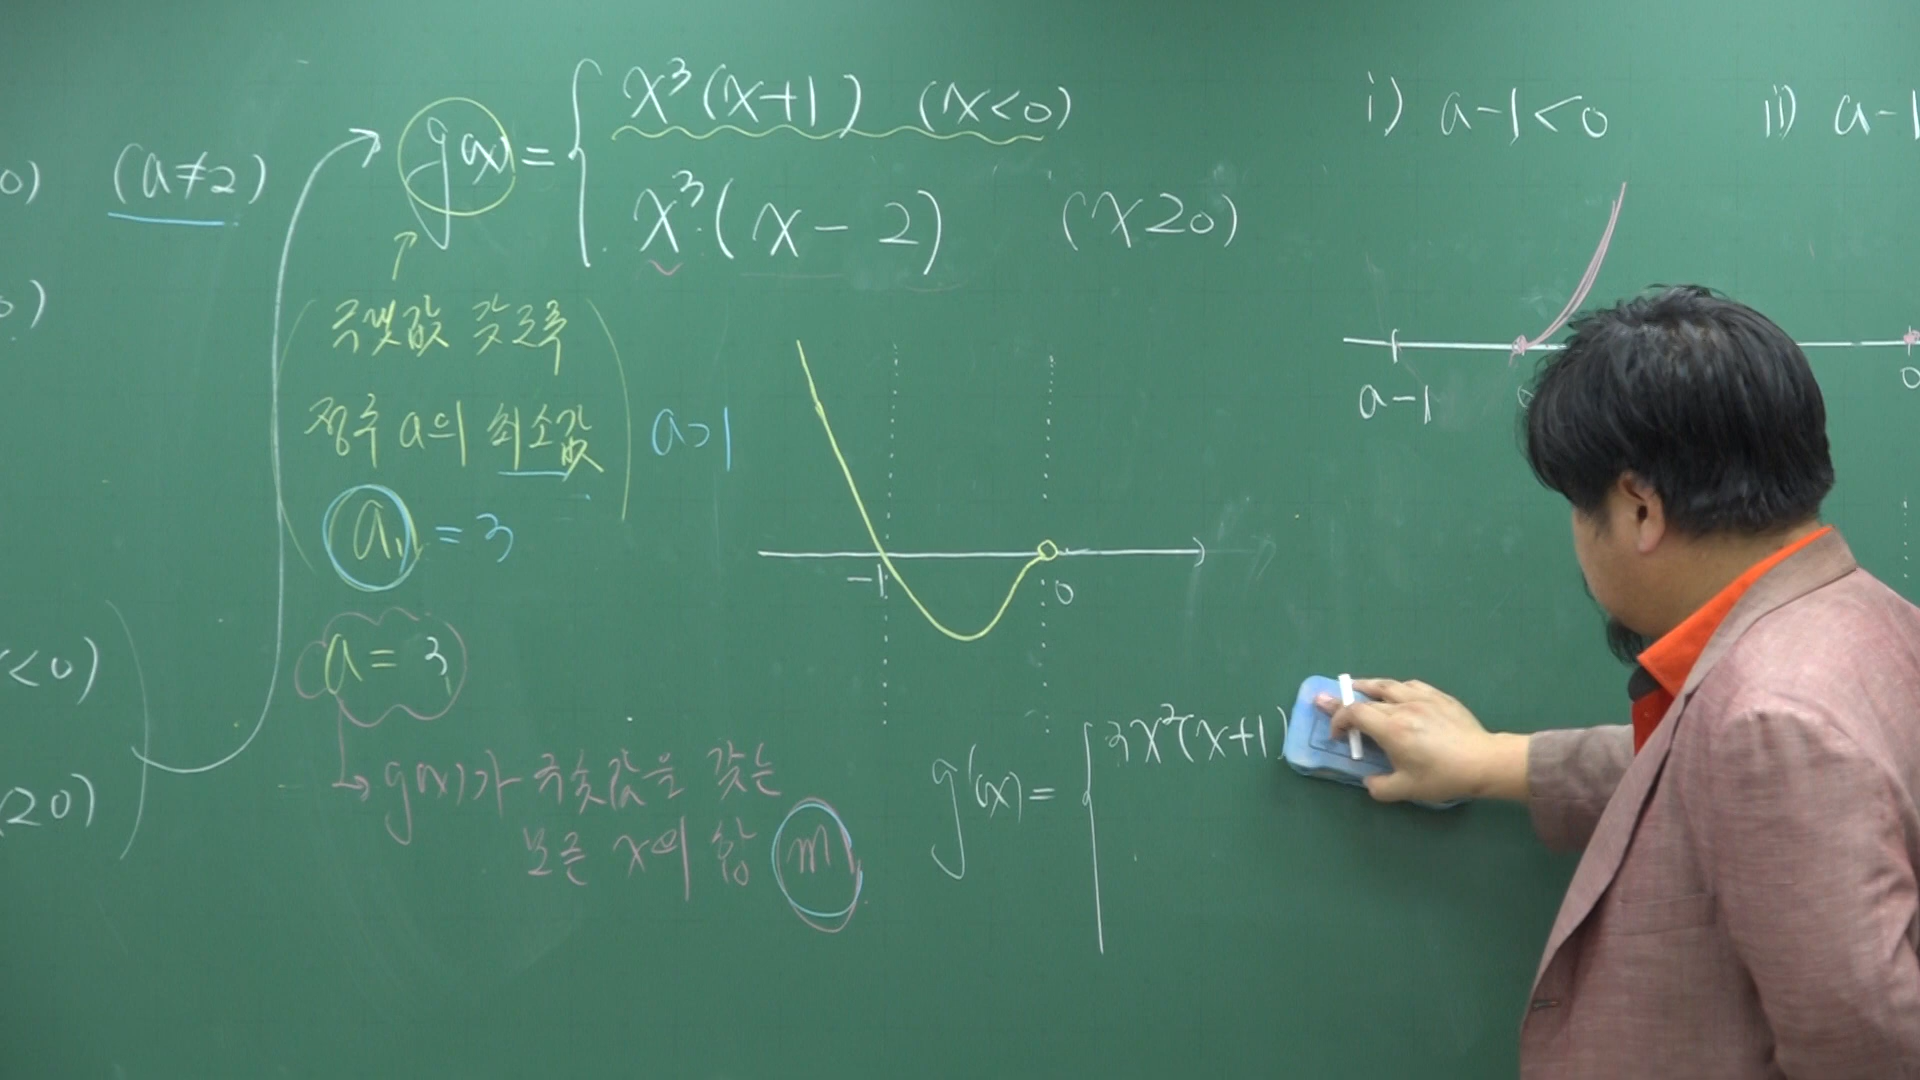 0) (a≠2)
g(x) = { x³(x+1) (x<0)
x³(x-2) (x≥0)
극댓값 갖도록
정수 a의 최소값
a>1
a₁ = 3
a = 3
→ g(x)가 극솟값을 갖는
모든 x의 합 m
<0)
≥0)
-1
0
g'(x) = { 3x²(x+1)
i) a-1<0
a-1
ii) a-1
0